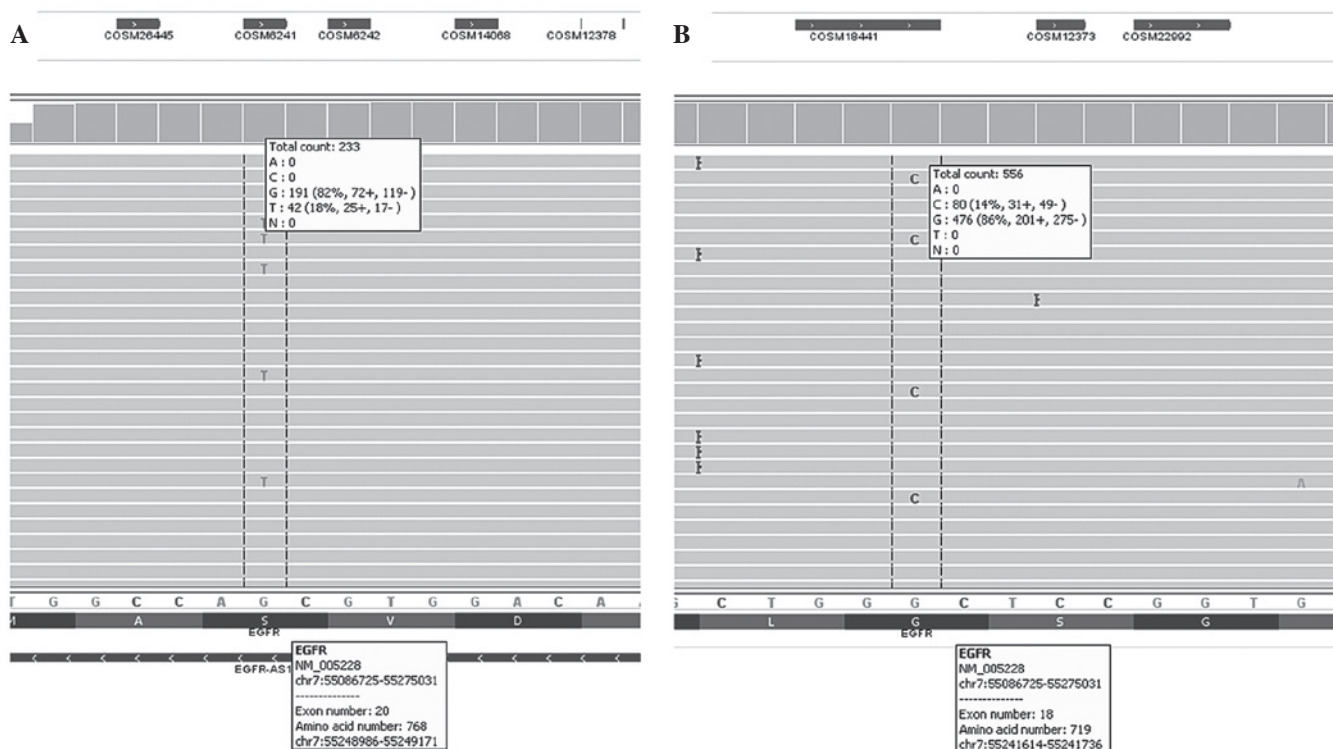 A
COSM26445 COSM6241 COSM6242 COSM14068 COSM12378
Total count: 233
A : 0
C : 0
G : 191 (82%, 72+, 119-)
T : 42 (18%, 25+, 17-)
N : 0
T
T
T
T
T
T G G C C A G C G T G G A C A
A S V D
EGFR
EGFR-AS1
EGFR
NM_005228
chr7:55086725-55275031
--------------
Exon number: 20
Amino acid number: 768
chr7:55248986-55249171
B
COSM18441 COSM12373 COSM22992
Total count: 556
A : 0
C : 80 (14%, 31+, 49-)
G : 476 (86%, 201+, 275-)
T : 0
N : 0
C
C
C
A
C
G C T G G G C T C C G G T G
L G S G
EGFR
EGFR
NM_005228
chr7:55086725-55275031
--------------
Exon number: 18
Amino acid number: 719
chr7:55241614-55241736